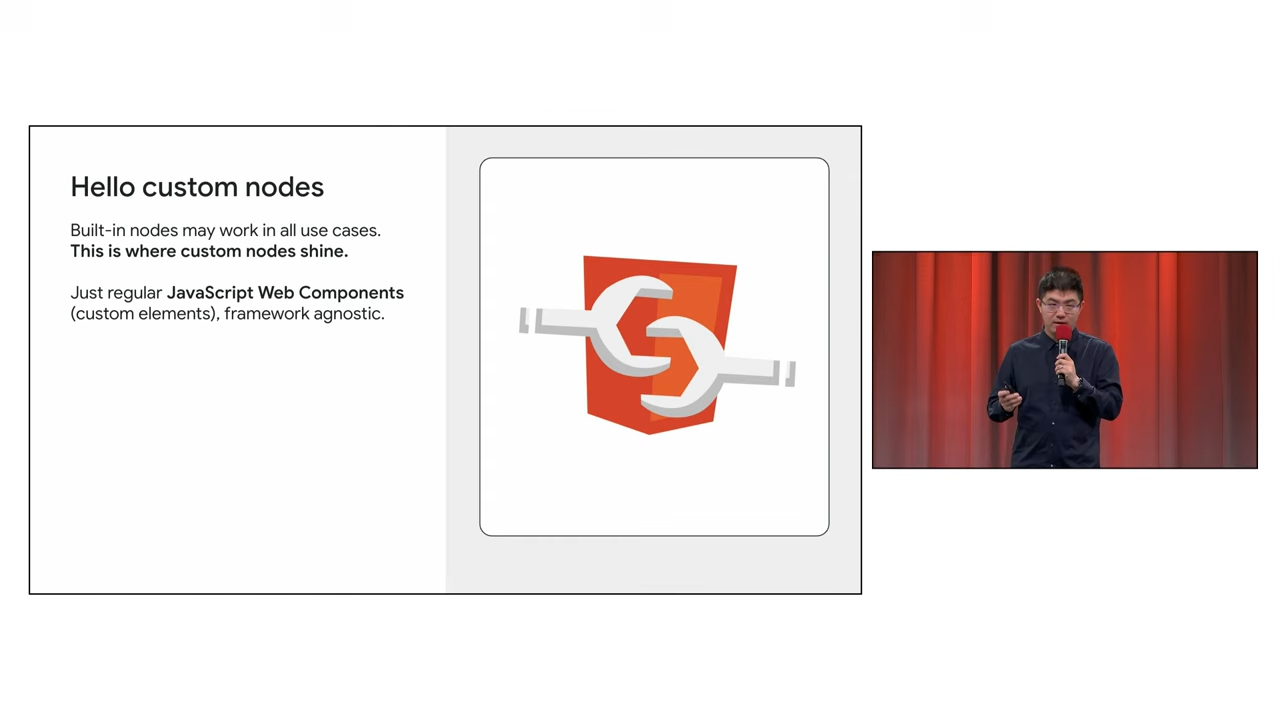 Hello custom nodes
Built-in nodes may work in all use cases.
This is where custom nodes shine.
Just regular JavaScript Web Components
(custom elements), framework agnostic.